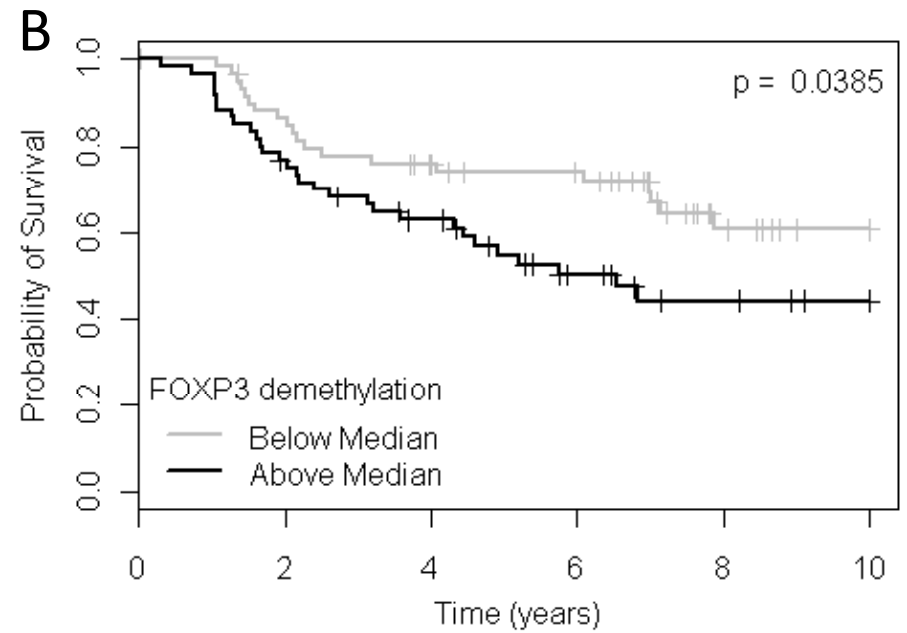 B
p = 0.0385
Probability of Survival
1.0
0.8
0.6
0.4
0.2
0.0
FOXP3 demethylation
Below Median
Above Median
0 2 4 6 8 10
Time (years)